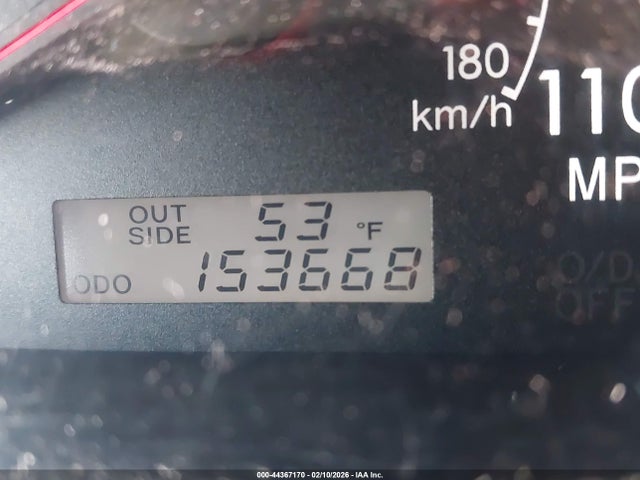 180
km/h
110
MP
OUT SIDE 53 °F
ODO 153668
O/D
OFF
000-44367170 - 02/10/2026 - IAA Inc.